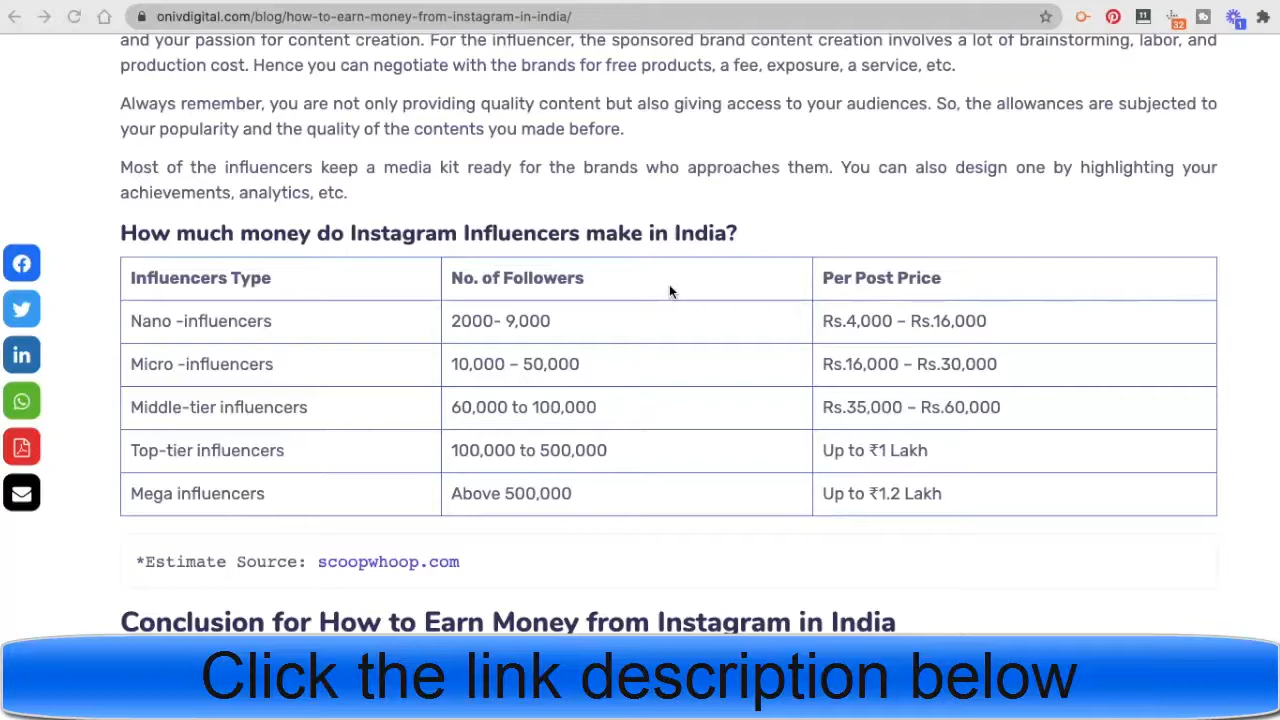 onivdigital.com/blog/how-to-earn-money-from-instagram-in-india/
11
32
1
and your passion for content creation. For the influencer, the sponsored brand content creation involves a lot of brainstorming, labor, and
production cost. Hence you can negotiate with the brands for free products, a fee, exposure, a service, etc.
Always remember, you are not only providing quality content but also giving access to your audiences. So, the allowances are subjected to
your popularity and the quality of the contents you made before.
Most of the influencers keep a media kit ready for the brands who approaches them. You can also design one by highlighting your
achievements, analytics, etc.
How much money do Instagram Influencers make in India?
Influencers Type No. of Followers Per Post Price
Nano -influencers 2000- 9,000 Rs.4,000 – Rs.16,000
Micro -influencers 10,000 – 50,000 Rs.16,000 – Rs.30,000
Middle-tier influencers 60,000 to 100,000 Rs.35,000 – Rs.60,000
Top-tier influencers 100,000 to 500,000 Up to ₹1 Lakh
Mega influencers Above 500,000 Up to ₹1.2 Lakh
*Estimate Source: scoopwhoop.com
Conclusion for How to Earn Money from Instagram in India
Click the link description below